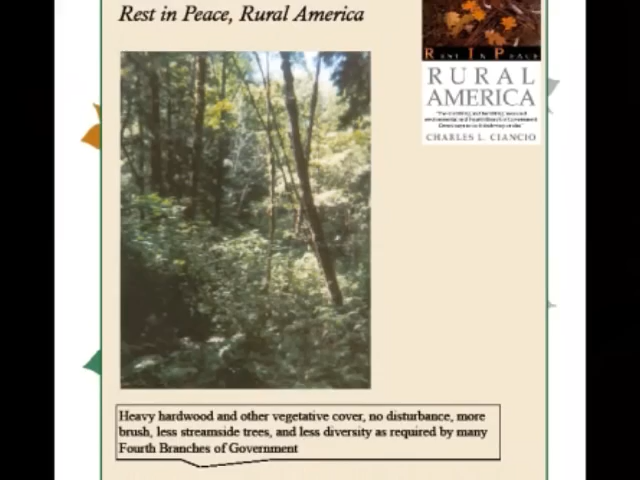 Rest in Peace, Rural America
REST IN PEACE
RURAL
AMERICA
CHARLES L. CIANCIO
Heavy hardwood and other vegetative cover, no disturbance, more
brush, less streamside trees, and less diversity as required by many
Fourth Branches of Government